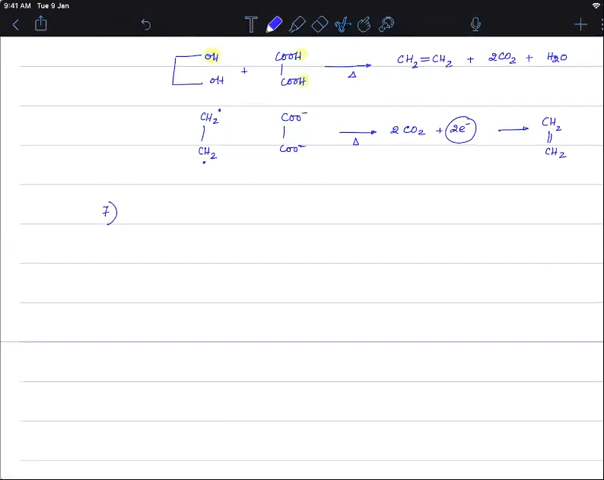 9:41 AM Tue 9 Jan
OH COOH
+ → CH2=CH2 + 2CO2 + H2O
OH COOH Δ
CH2• COO⁻ CH2
→ 2CO2 + 2e⁻ → ||
CH2• COO⁻ Δ CH2
7)